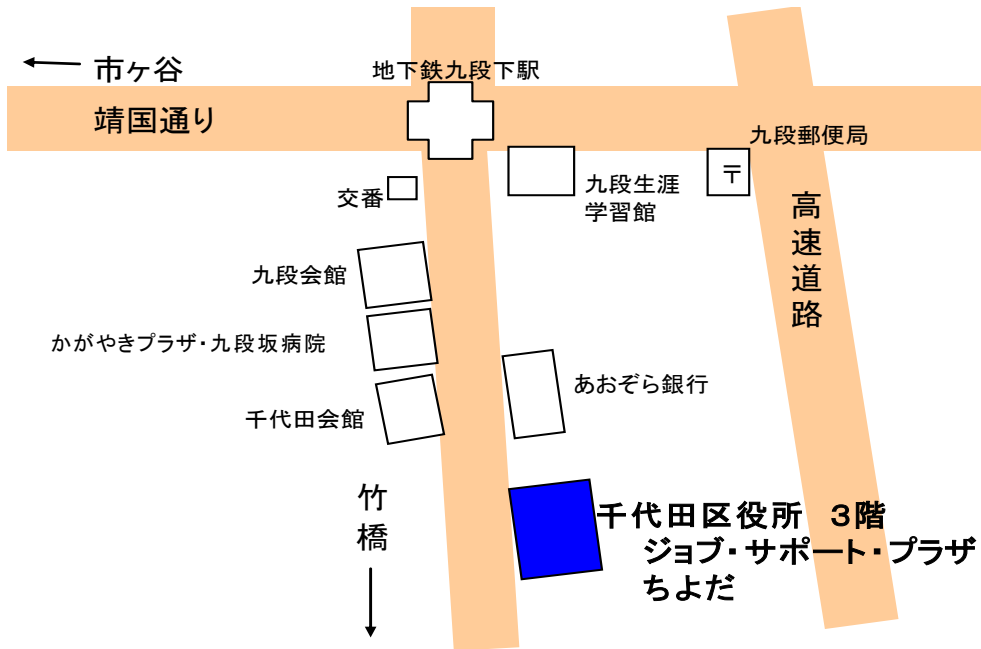 市ヶ谷
地下鉄九段下駅
靖国通り
九段郵便局
〒
交番
九段生涯
学習館
高速道路
九段会館
かがやきプラザ・九段坂病院
あおぞら銀行
千代田会館
竹橋
千代田区役所　３階
ジョブ・サポート・プラザ
ちよだ